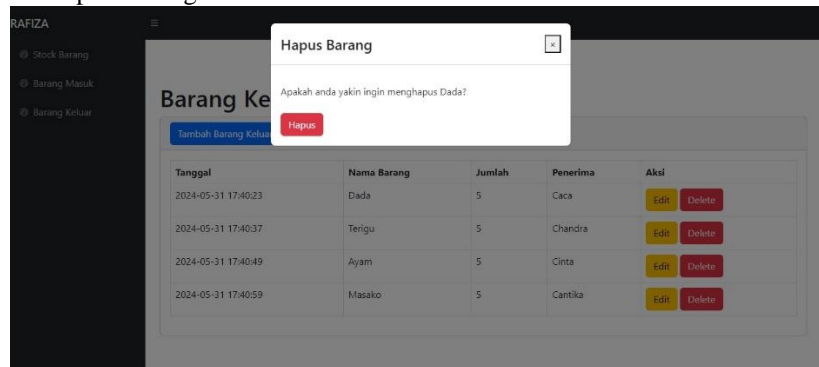 RAFIZA
Stock Barang
Barang Masuk
Barang Keluar
Hapus Barang
×
Apakah anda yakin ingin menghapus Dada?
Hapus
Barang Ke
Tambah Barang Kelua
Tanggal Nama Barang Jumlah Penerima Aksi
2024-05-31 17:40:23 Dada 5 Caca Edit Delete
2024-05-31 17:40:37 Terigu 5 Chandra Edit Delete
2024-05-31 17:40:49 Ayam 5 Cinta Edit Delete
2024-05-31 17:40:59 Masako 5 Cantika Edit Delete